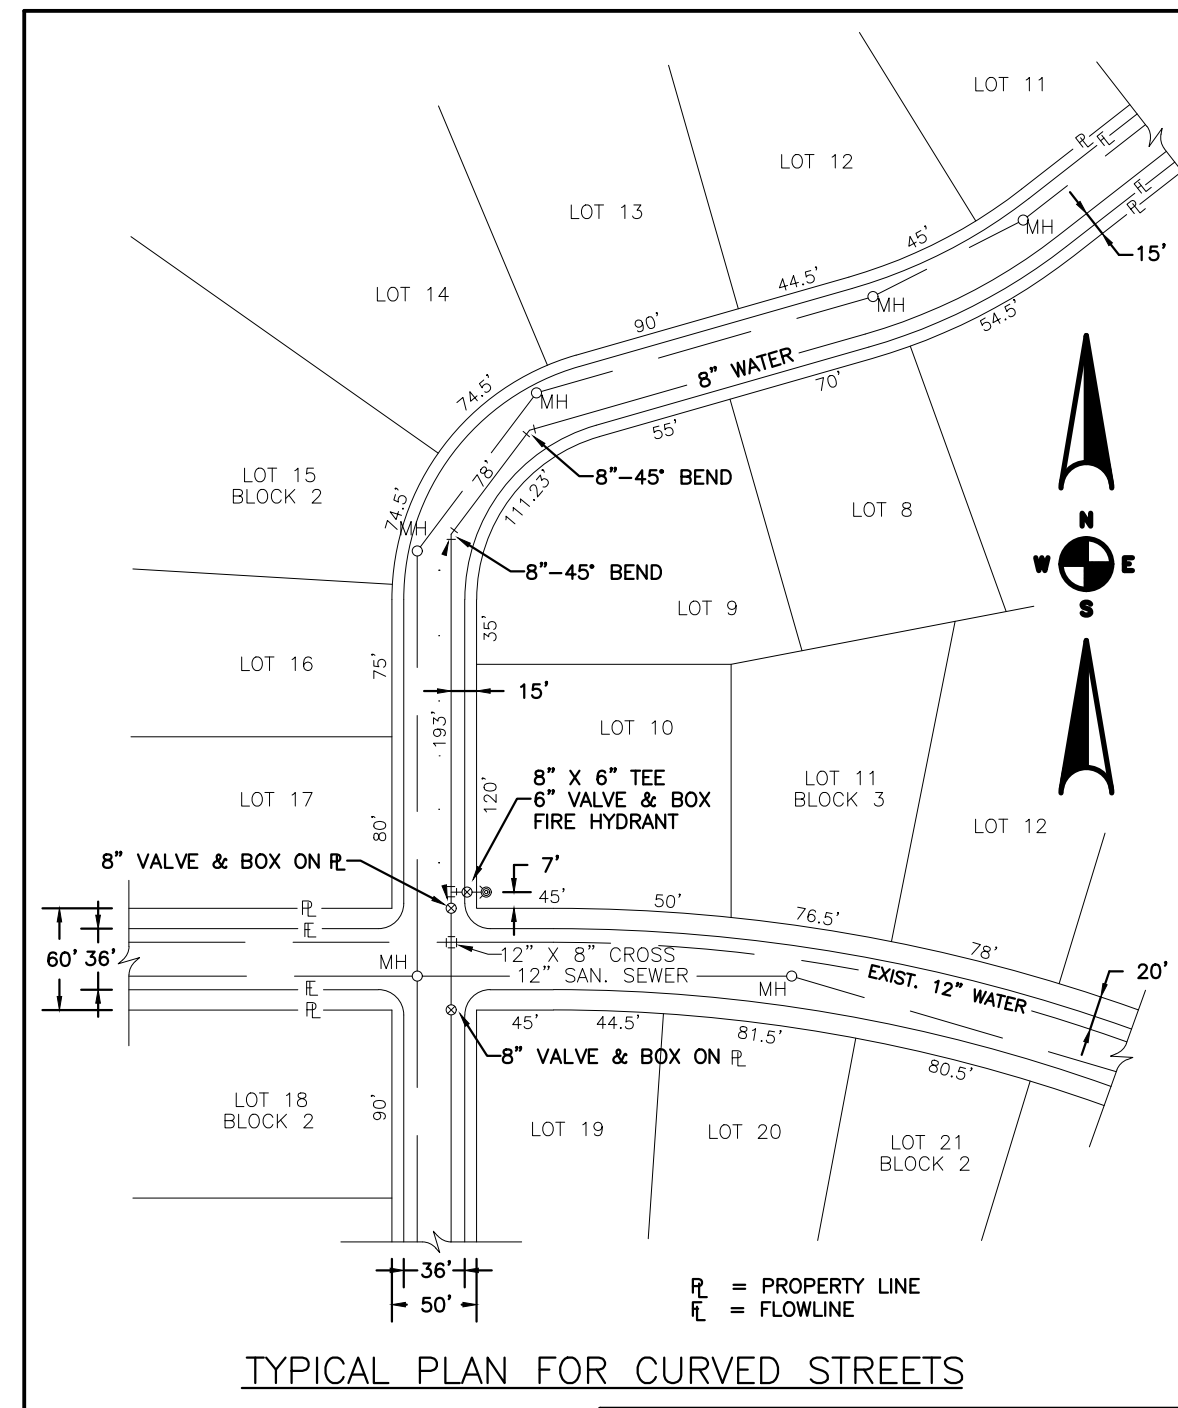 LOT 11
LOT 12
LOT 13
LOT 14
45'
MH
15'
44.5'
MH
54.5'
90'
8" WATER
70'
74.5'
MH
55'
78'
8"-45° BEND
111.23'
LOT 15
BLOCK 2
74.5'
MH
8"-45° BEND
LOT 8
N
W E
S
LOT 9
35'
LOT 16
75'
15'
193'
LOT 10
120'
8" X 6" TEE
6" VALVE & BOX
FIRE HYDRANT
LOT 11
BLOCK 3
LOT 12
LOT 17
80'
8" VALVE & BOX ON PL
7'
45'
50'
76.5'
78'
PL
FL
60'
36'
FL
PL
MH
12" X 8" CROSS
12" SAN. SEWER
MH
EXIST. 12" WATER
20'
45'
44.5'
81.5'
80.5'
8" VALVE & BOX ON PL
LOT 18
BLOCK 2
90'
LOT 19
LOT 20
LOT 21
BLOCK 2
36'
50'
PL = PROPERTY LINE
FL = FLOWLINE
TYPICAL PLAN FOR CURVED STREETS
PL
FL
FL
PL